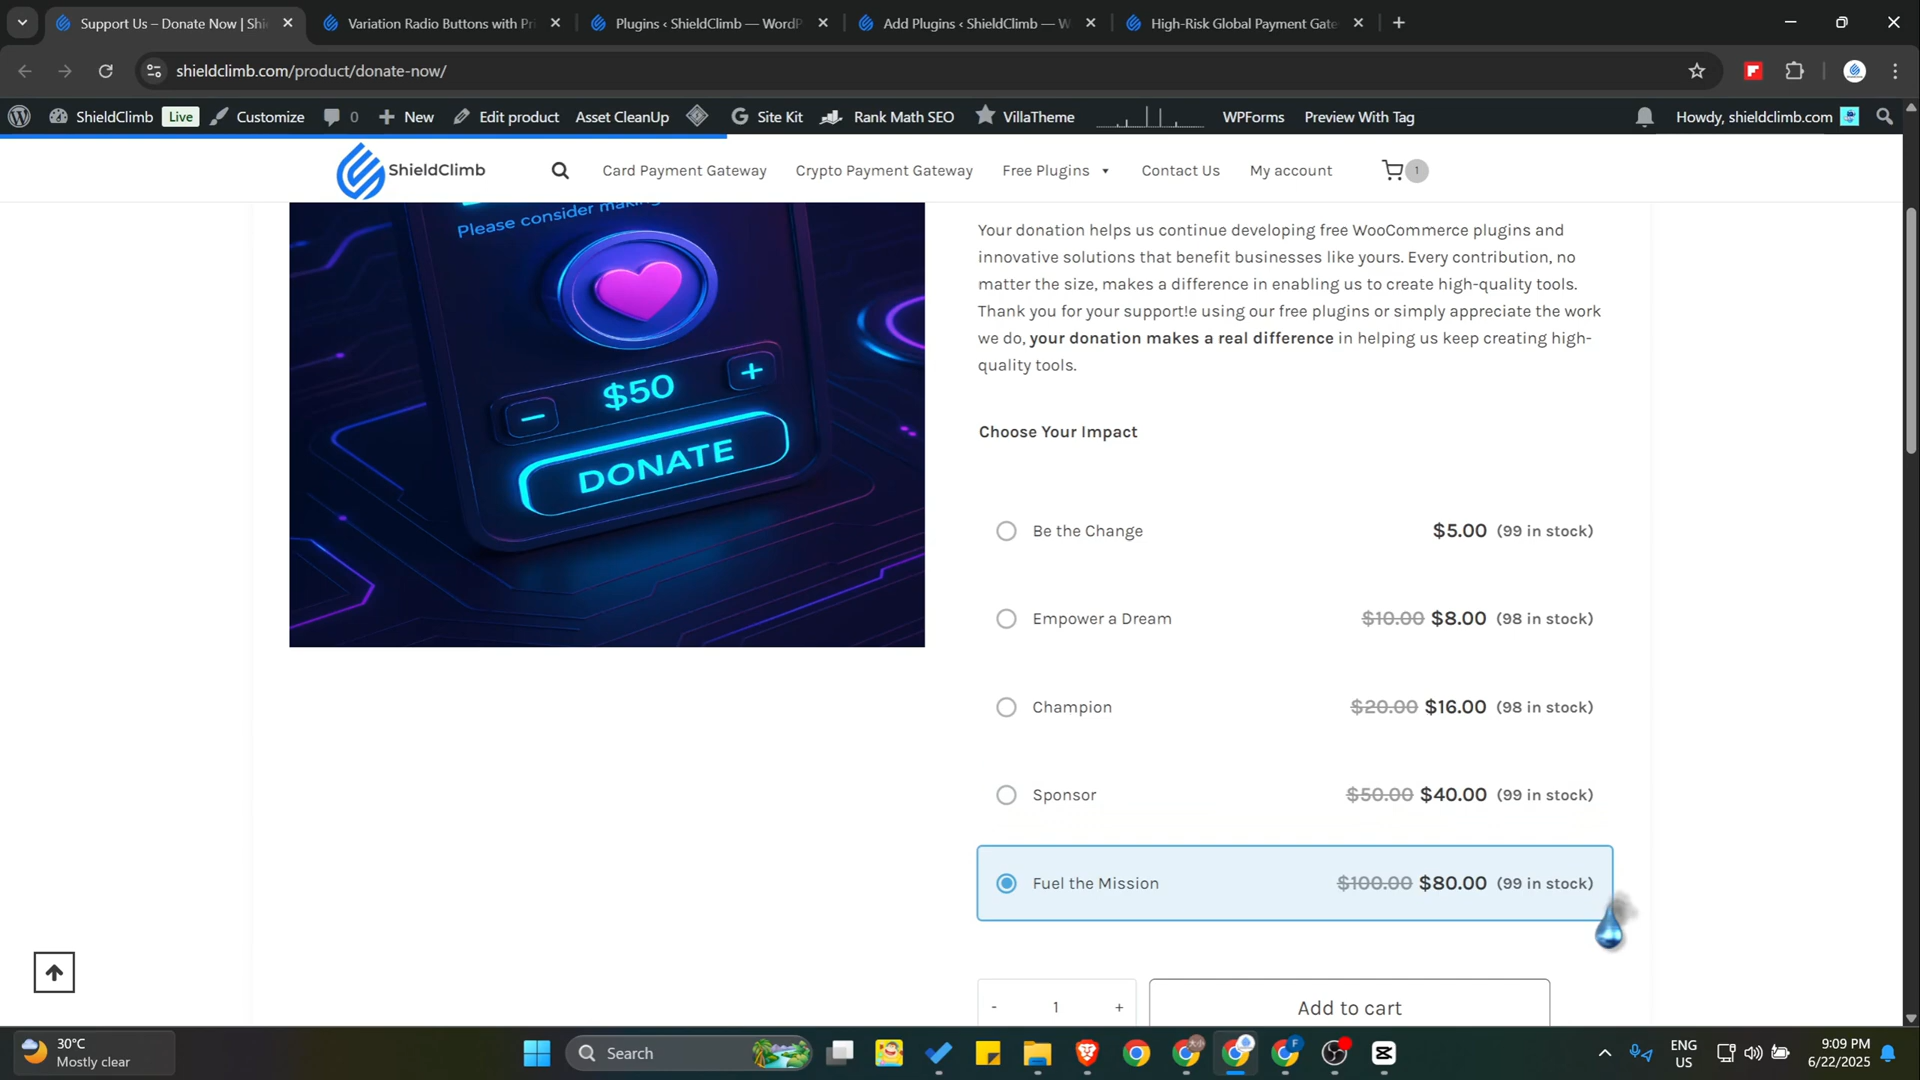 Support Us – Donate Now | Shi
Variation Radio Buttons with Pri
Plugins ‹ ShieldClimb — WordP
Add Plugins ‹ ShieldClimb — W
High-Risk Global Payment Gate
shieldclimb.com/product/donate-now/
ShieldClimb
Live
Customize
0
New
Edit product
Asset CleanUp
Site Kit
Rank Math SEO
VillaTheme
WPForms
Preview With Tag
Howdy, shieldclimb.com
ShieldClimb
Card Payment Gateway
Crypto Payment Gateway
Free Plugins
Contact Us
My account
1
Please consider making
$50
DONATE
Your donation helps us continue developing free WooCommerce plugins and
innovative solutions that benefit businesses like yours. Every contribution, no
matter the size, makes a difference in enabling us to create high-quality tools.
Thank you for your support!e using our free plugins or simply appreciate the work
we do, your donation makes a real difference in helping us keep creating high-
quality tools.
Choose Your Impact
Be the Change $5.00 (99 in stock)
Empower a Dream $10.00 $8.00 (98 in stock)
Champion $20.00 $16.00 (98 in stock)
Sponsor $50.00 $40.00 (99 in stock)
Fuel the Mission $100.00 $80.00 (99 in stock)
- 1 +
Add to cart
30°C
Mostly clear
Search
ENG
US
9:09 PM
6/22/2025